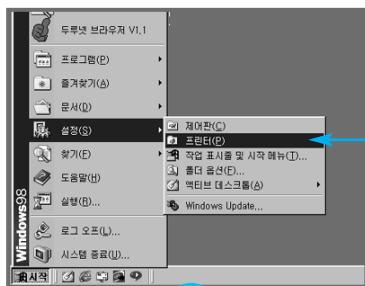 두루넷 브라우저 V1.1
프로그램(P)
즐겨찾기(A)
문서(D)
설정(S)
찾기(F)
도움말(H)
실행(R)...
로그 오프(L)...
시스템 종료(U)...
Windows98
제어판(C)
프린터(P)
작업 표시줄 및 시작 메뉴(T)...
폴더 옵션(F)...
액티브 데스크톱(A)
Windows Update...
시작